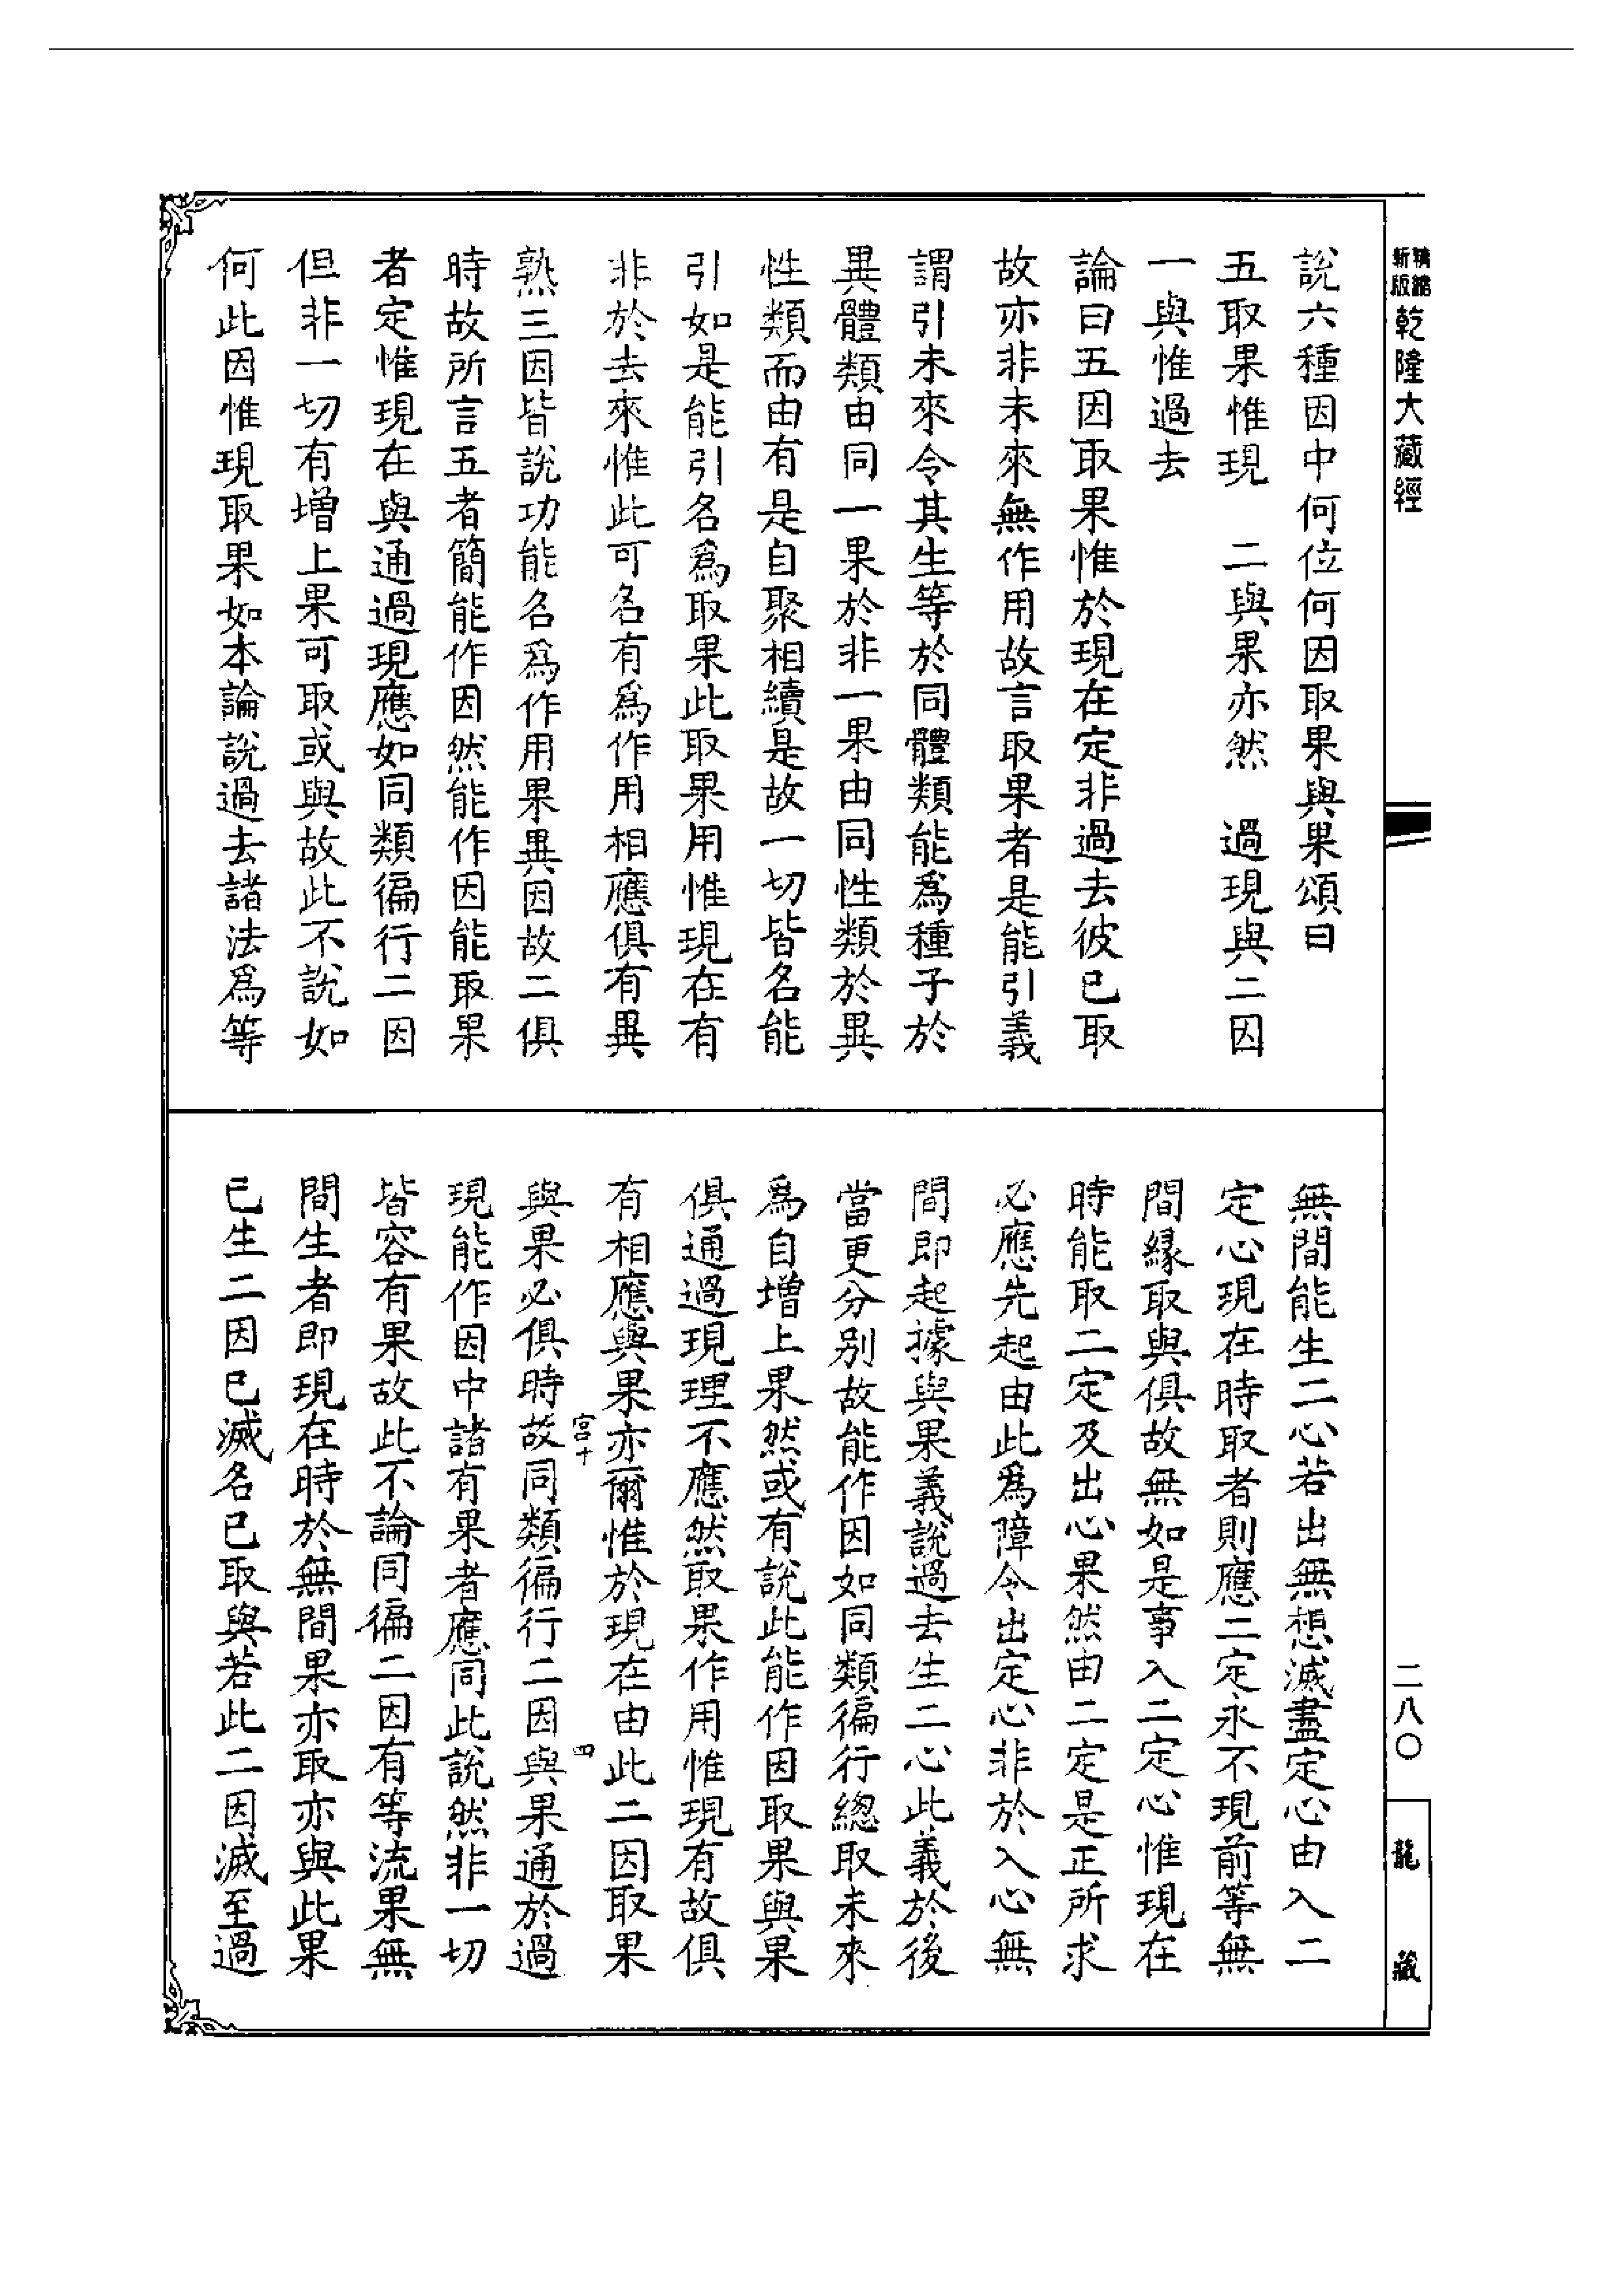 精縮新版乾隆大藏經
說六種因中何位何因取果與果頌曰
五取果惟現　二與果亦然　過現與二因
一與惟過去
論曰五因取果惟於現在定非過去彼已取
故亦非未來無作用故言取果者是能引義
謂引未來令其生等於同體類能爲種子於
異體類由同一果於非一果由同性類於異
性類而由有是自聚相續是故一切皆名能
引如是能引名爲取果此取果用惟現在有
非於去來惟此可名有爲作用相應俱有異
熟三因皆說功能名爲作用果異因故二俱
時故所言五者簡能作因然能作因能取果
者定惟現在與通過現應如同類徧行二因
但非一切有增上果可取或與故此不說如
何此因惟現取果如本論說過去諸法爲等
無間能生二心若出無想滅盡定心由入二
定心現在時取者則應二定永不現前等無
間緣取與俱故無如是事入二定心惟現在
時能取二定及出心果然由二定是正所求
必應先起由此爲障令出定心非於入心無
間即起據與果義說過去生二心此義於後
當更分別故能作因如同類徧行總取未來
爲自增上果然或有說此能作因取果與果
俱通過現理不應然取果作用惟現有故俱
有相應與果亦爾惟於現在由此二因取果
宮十　四
與果必俱時故同類徧行二因與果通於過
現能作因中諸有果者應同此說然非一切
皆容有果故此不論同徧二因有等流果無
間生者即現在時於無間果亦取亦與此果
已生二因已滅名已取與若此二因滅至過
二八〇
龍藏